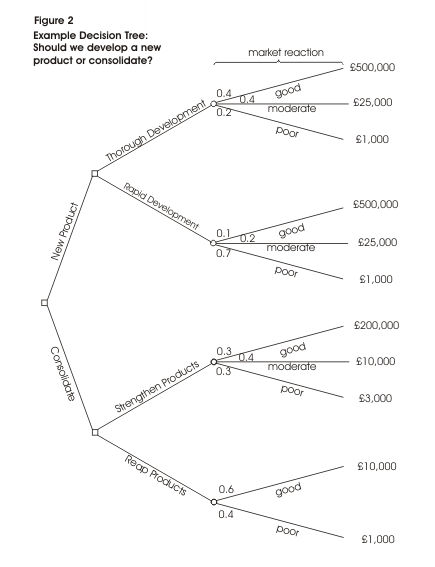 Figure 2
Example Decision Tree:
Should we develop a new
product or consolidate?
market reaction
Thorough Development
0.4
good
£500,000
0.4
moderate
£25,000
0.2
poor
£1,000
New Product
Rapid Development
0.1
good
£500,000
0.2
moderate
£25,000
0.7
poor
£1,000
Consolidate
Strengthen Products
0.3
good
£200,000
0.4
moderate
£10,000
0.3
poor
£3,000
Reap Products
0.6
good
£10,000
0.4
poor
£1,000